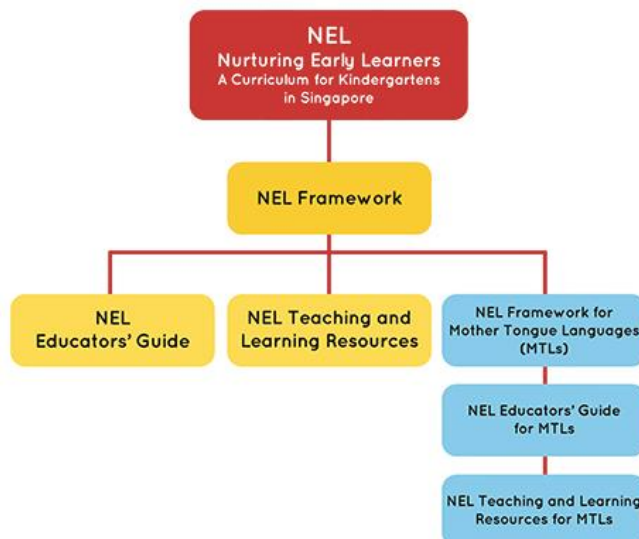 NEL
Nurturing Early Learners
A Curriculum for Kindergartens
in Singapore
NEL Framework
NEL
Educators' Guide
NEL Teaching and
Learning Resources
NEL Framework for
Mother Tongue Languages
(MTLs)
NEL Educators' Guide
for MTLs
NEL Teaching and Learning
Resources for MTLs